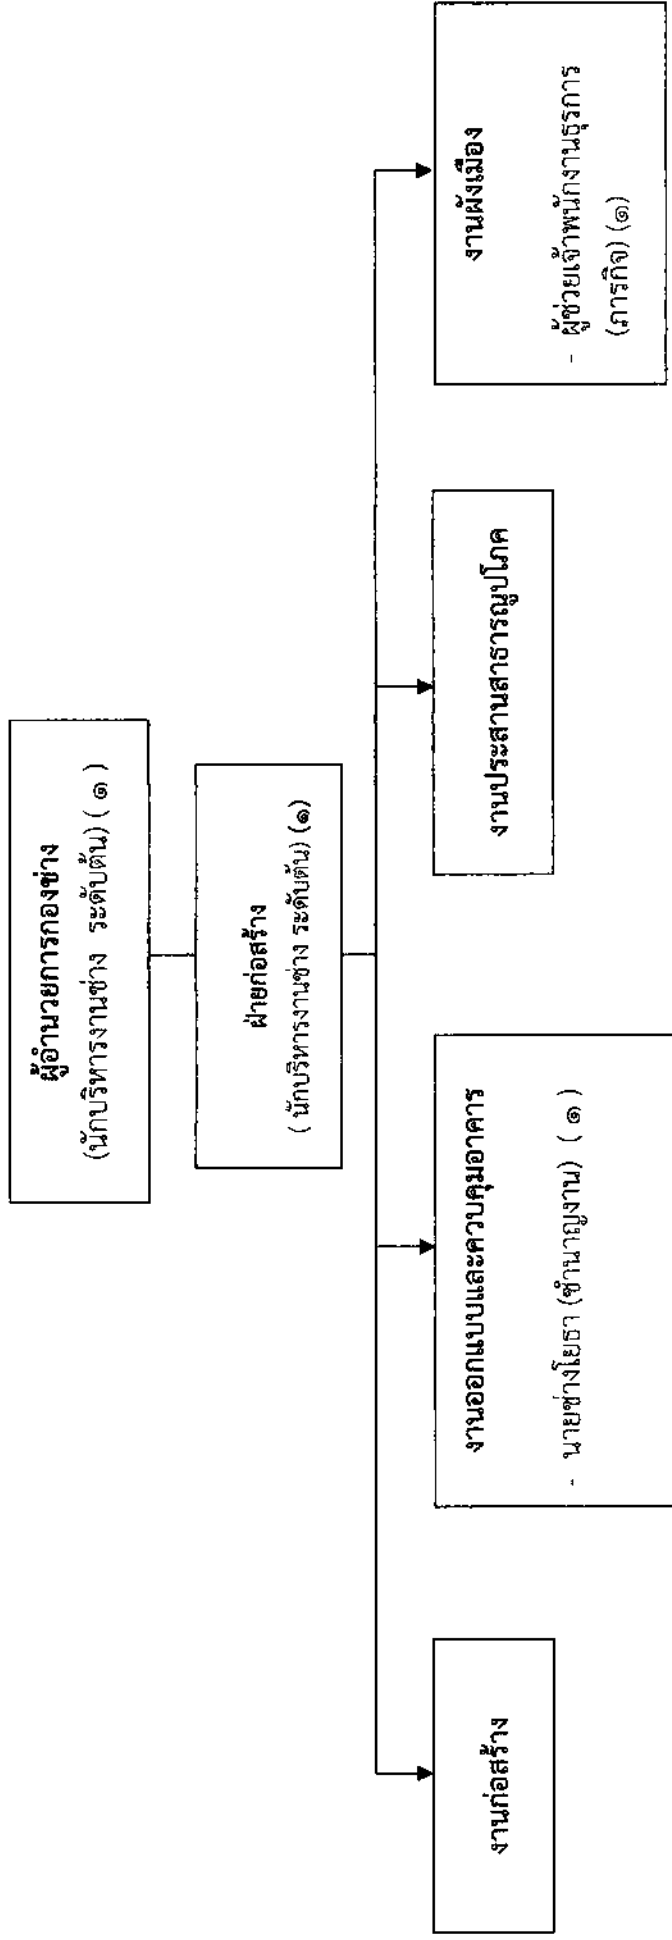 ผู้อำนวยการกองช่าง
(นักบริหารงานช่าง ระดับต้น) ( ๑ )
ฝ่ายก่อสร้าง
( นักบริหารงานช่าง ระดับต้น) (๑)
งานก่อสร้าง
งานออกแบบและควบคุมอาคาร
- นายช่างโยธา (ชำนาญงาน) ( ๑ )
งานประสานสาธารณูปโภค
งานผังเมือง
- ผู้ช่วยเจ้าพนักงานธุรการ
(ภารกิจ) (๑)